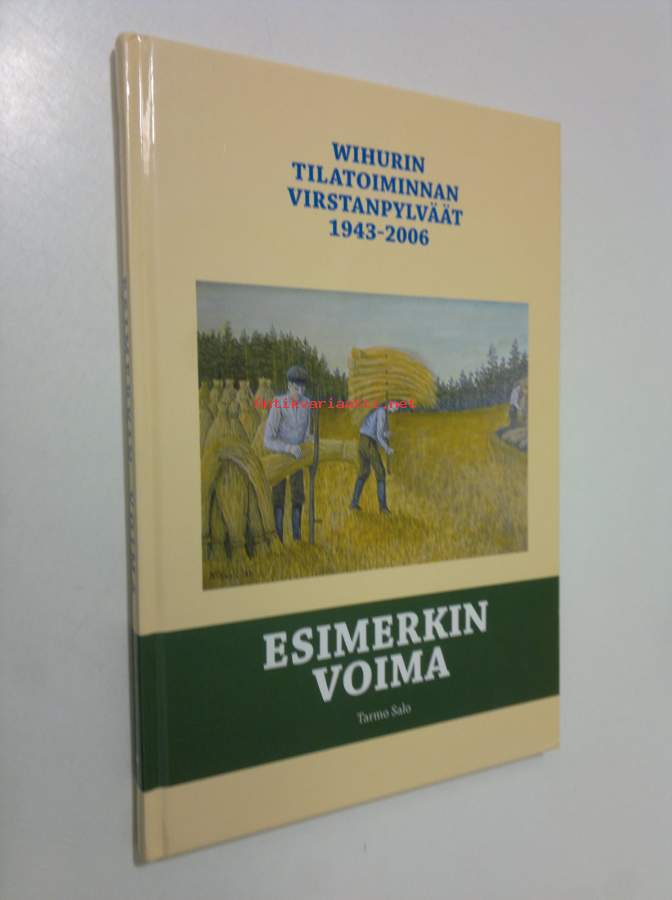 WIHURIN
TILATOIMINNAN
VIRSTANPYLVÄÄT
1943-2006
Antikvariaatti.net
ESIMERKIN
VOIMA
Tarmo Salo